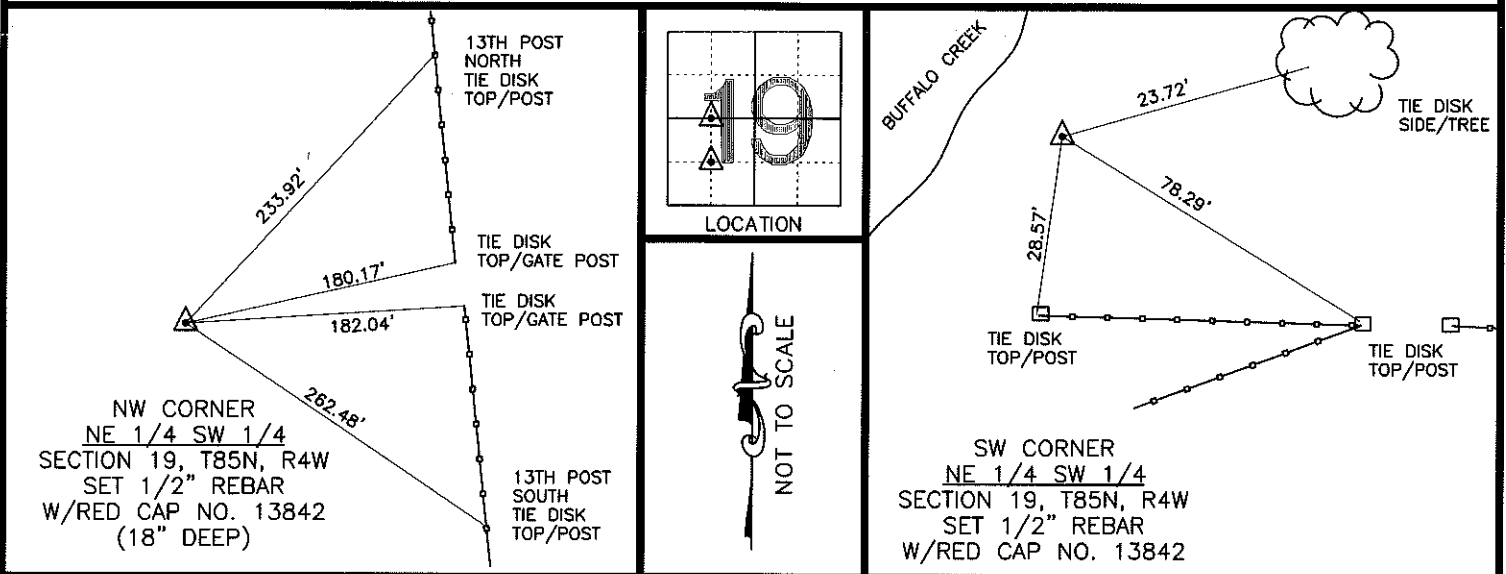 13TH POST
NORTH
TIE DISK
TOP/POST
233.92'
TIE DISK
TOP/GATE POST
180.17'
TIE DISK
TOP/GATE POST
182.04'
262.48'
NW CORNER
NE 1/4 SW 1/4
SECTION 19, T85N, R4W
SET 1/2" REBAR
W/RED CAP NO. 13842
(18" DEEP)
13TH POST
SOUTH
TIE DISK
TOP/POST
19
LOCATION
NOT TO SCALE
BUFFALO CREEK
23.72'
TIE DISK
SIDE/TREE
78.29'
28.57'
TIE DISK
TOP/POST
TIE DISK
TOP/POST
SW CORNER
NE 1/4 SW 1/4
SECTION 19, T85N, R4W
SET 1/2" REBAR
W/RED CAP NO. 13842